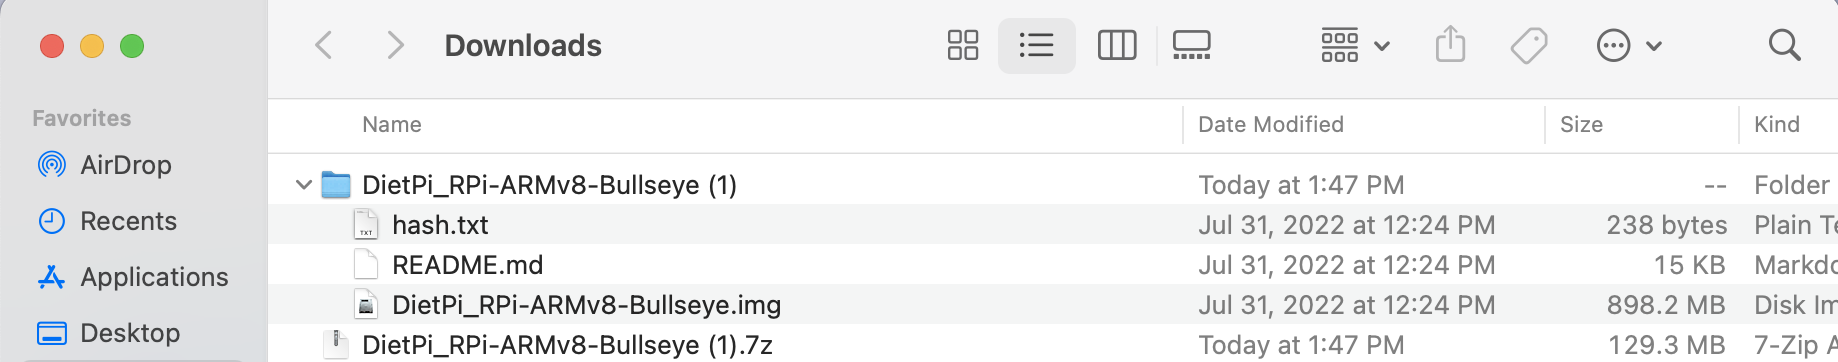 Downloads
Favorites
AirDrop
Recents
Applications
Desktop
Name Date Modified Size Kind
DietPi_RPi-ARMv8-Bullseye (1) Today at 1:47 PM -- Folder
hash.txt Jul 31, 2022 at 12:24 PM 238 bytes Plain Te
README.md Jul 31, 2022 at 12:24 PM 15 KB Markdo
DietPi_RPi-ARMv8-Bullseye.img Jul 31, 2022 at 12:24 PM 898.2 MB Disk Im
DietPi_RPi-ARMv8-Bullseye (1).7z Today at 1:47 PM 129.3 MB 7-Zip A